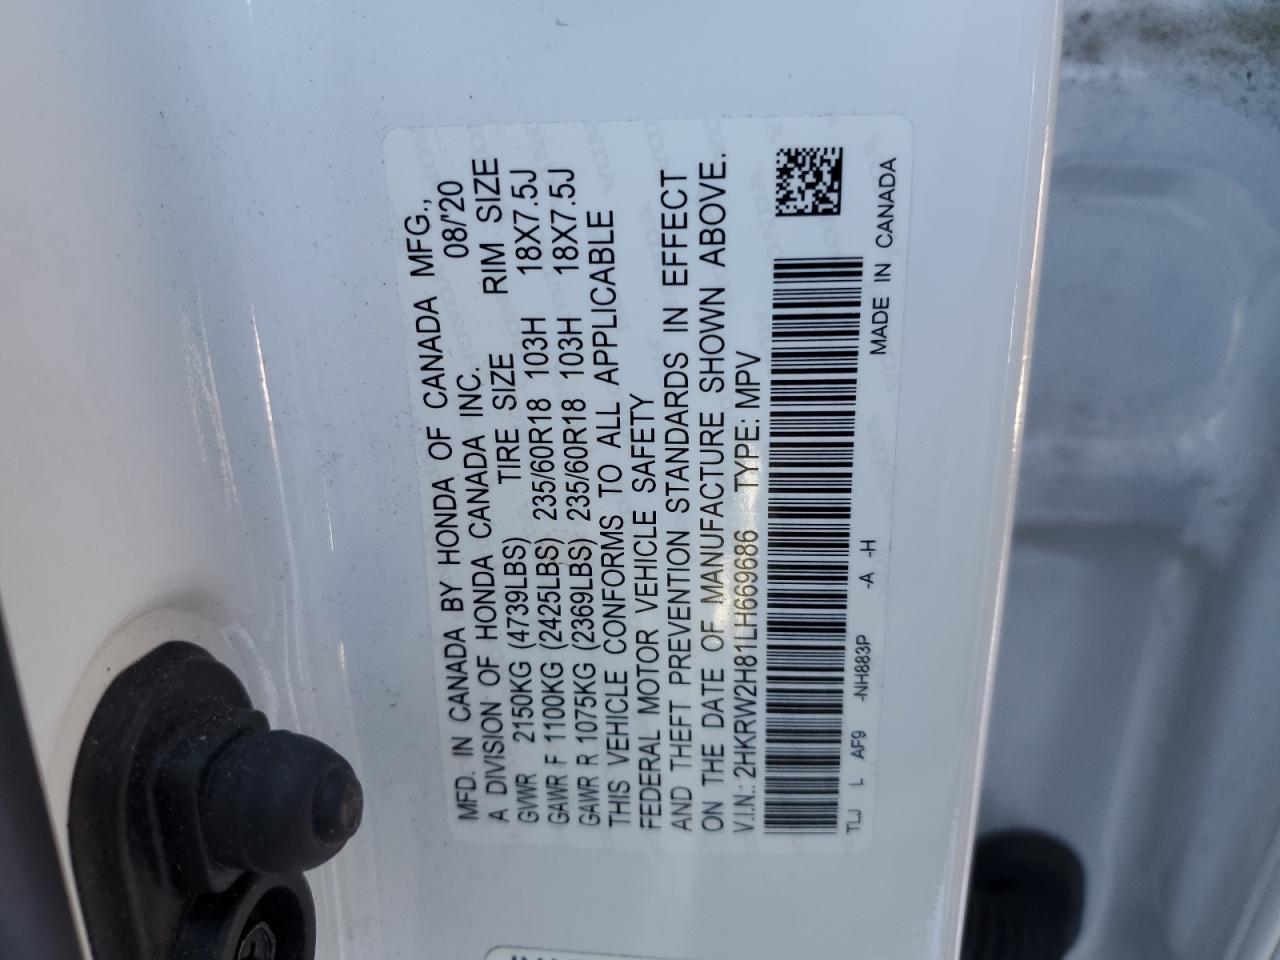 MFD. IN CANADA BY HONDA OF CANADA MFG.,
A DIVISION OF HONDA CANADA INC. 08/'20
TIRE SIZE RIM SIZE
GVWR 2150KG (4739LBS)
GAWR F 1100KG (2425LBS) 235/60R18 103H 18X7.5J
GAWR R 1075KG (2369LBS) 235/60R18 103H 18X7.5J
THIS VEHICLE CONFORMS TO ALL APPLICABLE
FEDERAL MOTOR VEHICLE SAFETY
AND THEFT PREVENTION STANDARDS IN EFFECT
ON THE DATE OF MANUFACTURE SHOWN ABOVE.
V.I.N.: 2HKRW2H81LH669686 TYPE: MPV
TLJ L AF9 -NH883P -A -H
MADE IN CANADA